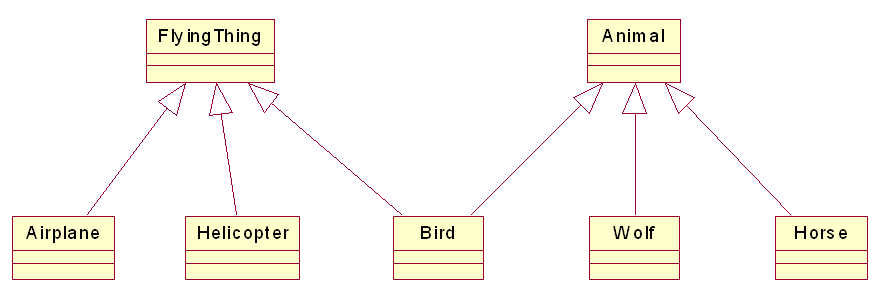 FlyingThing
Animal
Airplane
Helicopter
Bird
Wolf
Horse